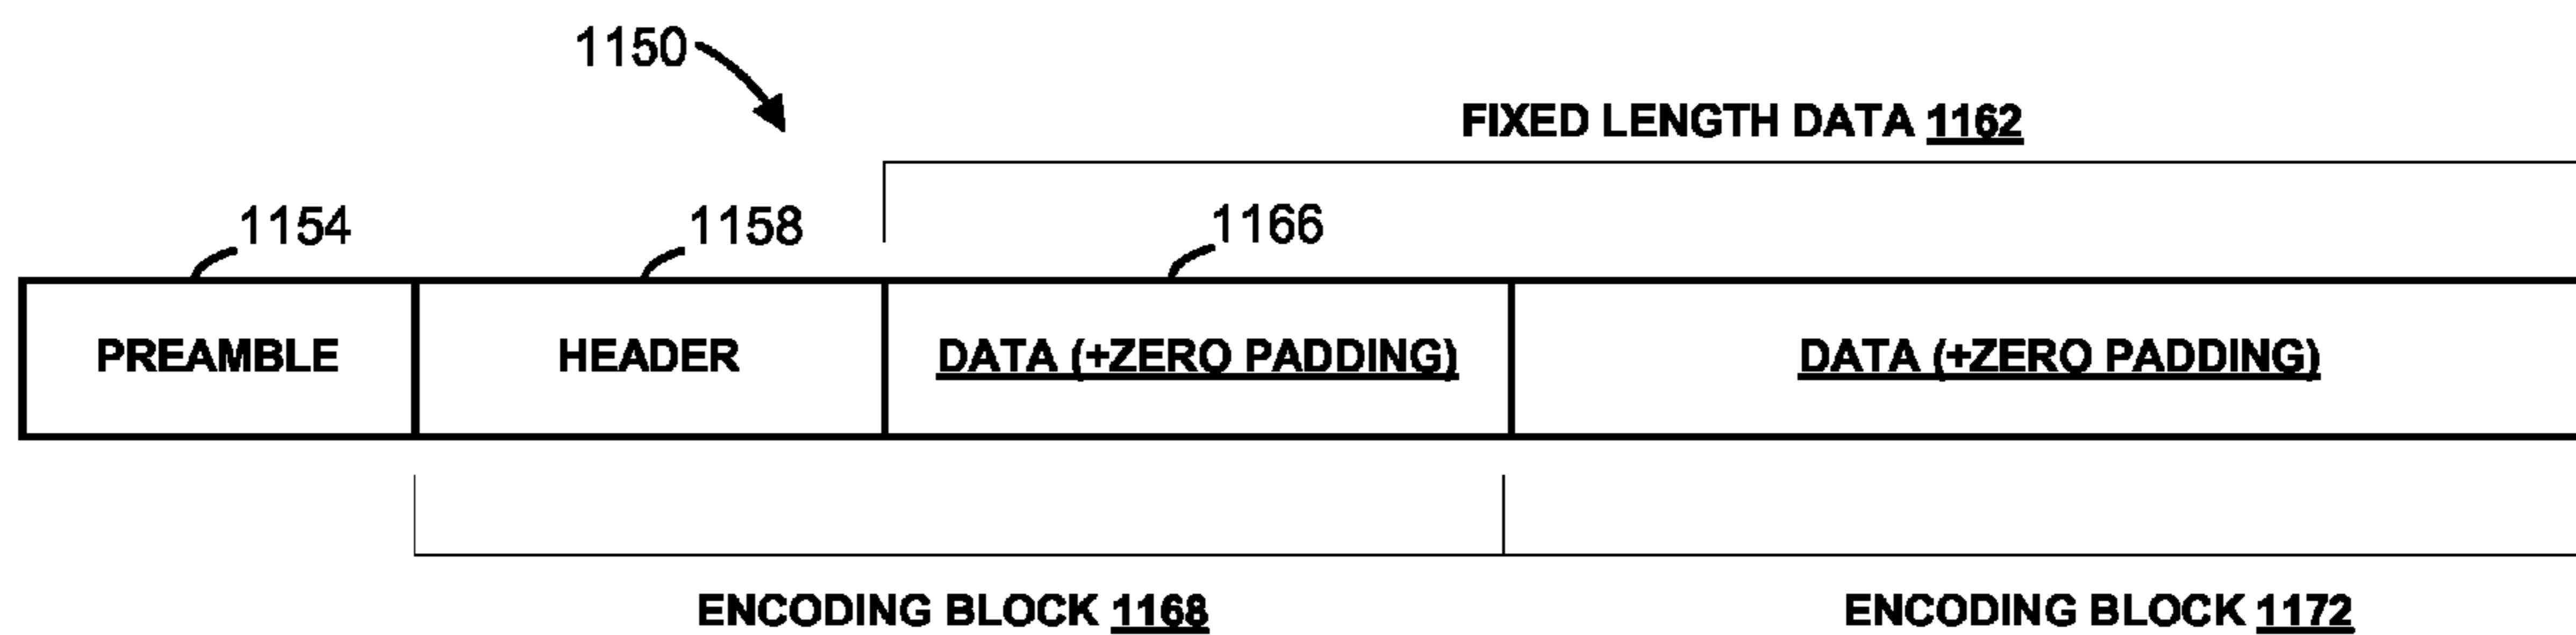 1150
FIXED LENGTH DATA 1162
1154 1158 1166
PREAMBLE HEADER DATA (+ZERO PADDING) DATA (+ZERO PADDING)
ENCODING BLOCK 1168 ENCODING BLOCK 1172